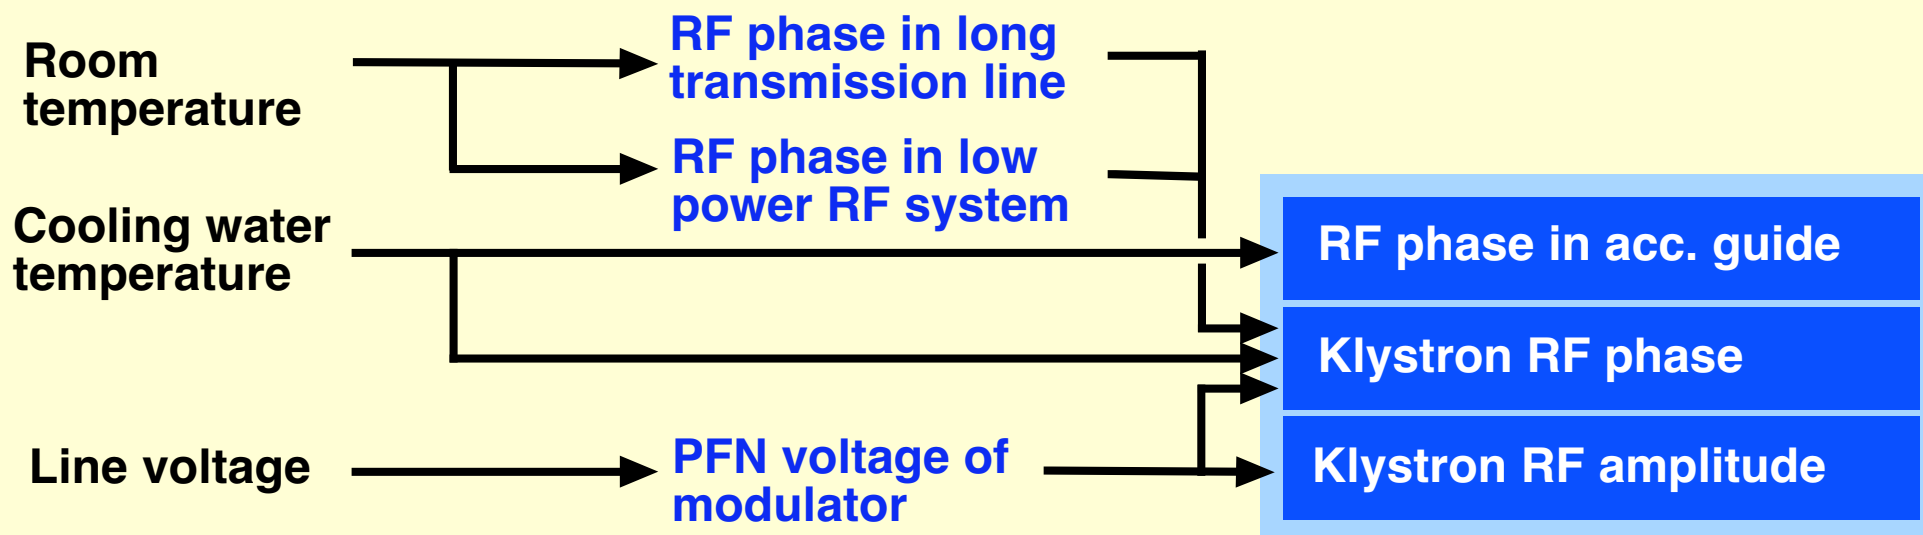 RF phase in long
transmission line
Room
temperature
RF phase in low
power RF system
Cooling water
temperature
RF phase in acc. guide
Klystron RF phase
Line voltage
PFN voltage of
modulator
Klystron RF amplitude